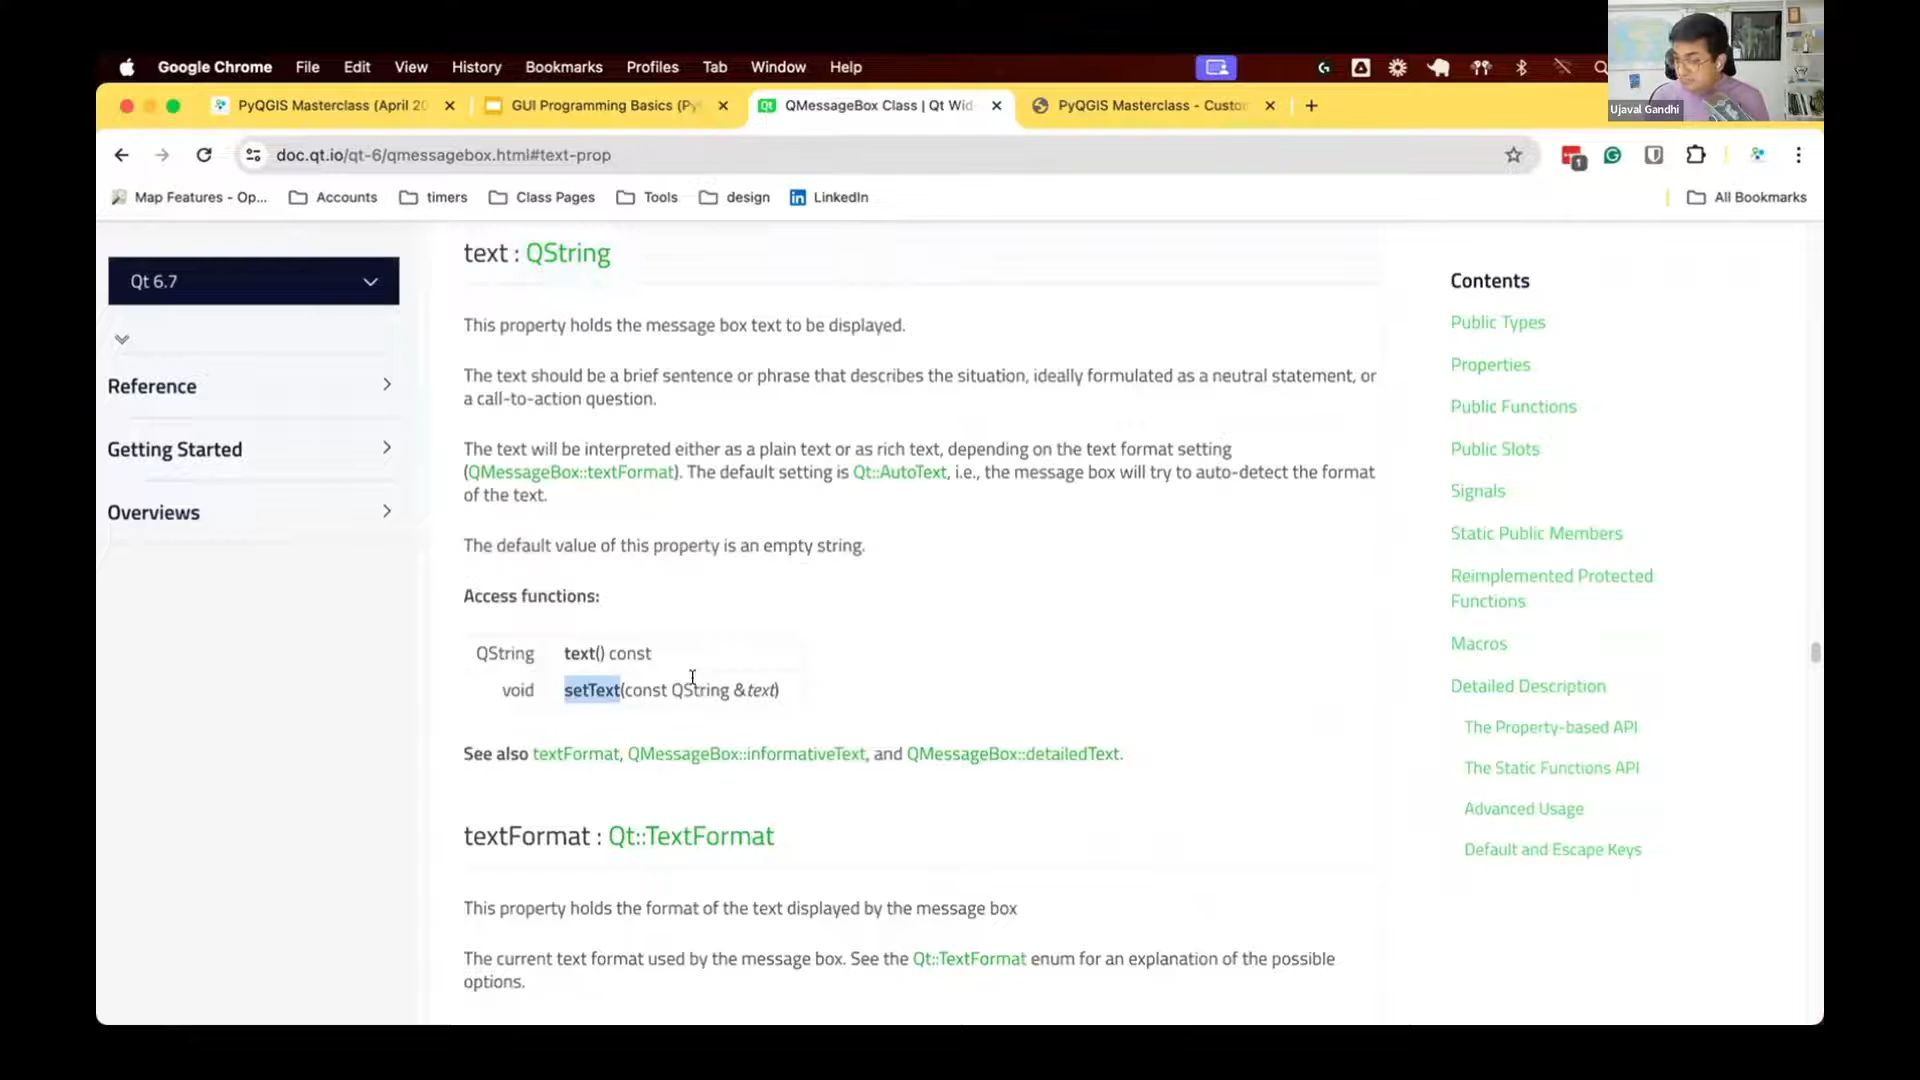 Google Chrome File Edit View History Bookmarks Profiles Tab Window Help
Ujaval Gandhi
PyQGIS Masterclass (April 20
GUI Programming Basics (Py
QMessageBox Class | Qt Wid
PyQGIS Masterclass - Custo
doc.qt.io/qt-6/qmessagebox.html#text-prop
1
Map Features - Op...
Accounts
timers
Class Pages
Tools
design
LinkedIn
All Bookmarks
Qt 6.7
Reference
Getting Started
Overviews
text : QString
This property holds the message box text to be displayed.
The text should be a brief sentence or phrase that describes the situation, ideally formulated as a neutral statement, or
a call-to-action question.
The text will be interpreted either as a plain text or as rich text, depending on the text format setting
(QMessageBox::textFormat). The default setting is Qt::AutoText, i.e., the message box will try to auto-detect the format
of the text.
The default value of this property is an empty string.
Access functions:
QString text() const
void setText(const QString &text)
See also textFormat, QMessageBox::informativeText, and QMessageBox::detailedText.
textFormat : Qt::TextFormat
This property holds the format of the text displayed by the message box
The current text format used by the message box. See the Qt::TextFormat enum for an explanation of the possible
options.
Contents
Public Types
Properties
Public Functions
Public Slots
Signals
Static Public Members
Reimplemented Protected
Functions
Macros
Detailed Description
The Property-based API
The Static Functions API
Advanced Usage
Default and Escape Keys